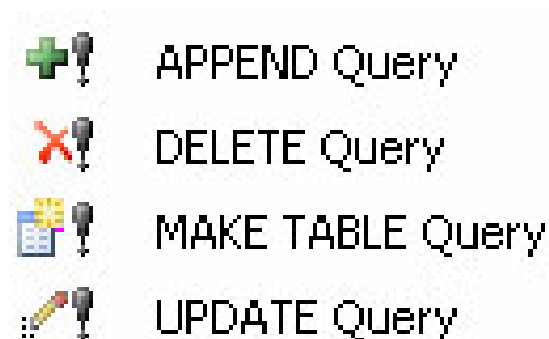 APPEND Query
DELETE Query
MAKE TABLE Query
UPDATE Query